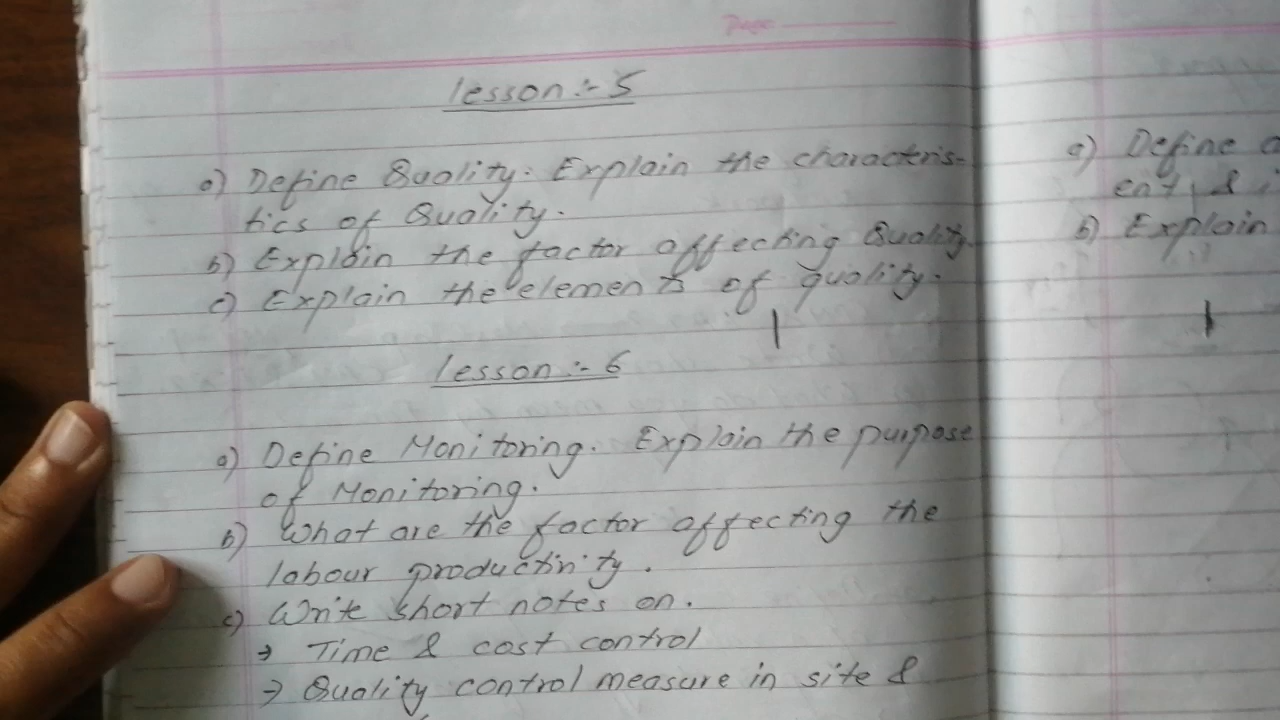 Page
lesson :- 5
a) Define Quality. Explain the characteris-
tics of Quality.
b) Explain the factor affecting Quality
c) Explain the elements of quality.
lesson :- 6
a) Define Monitoring. Explain the purpose
of Monitoring.
b) What are the factor affecting the
labour productivity.
c) Write short notes on.
→ Time & cost control
→ Quality control measure in site &
a) Define
ent, &
b) Explain